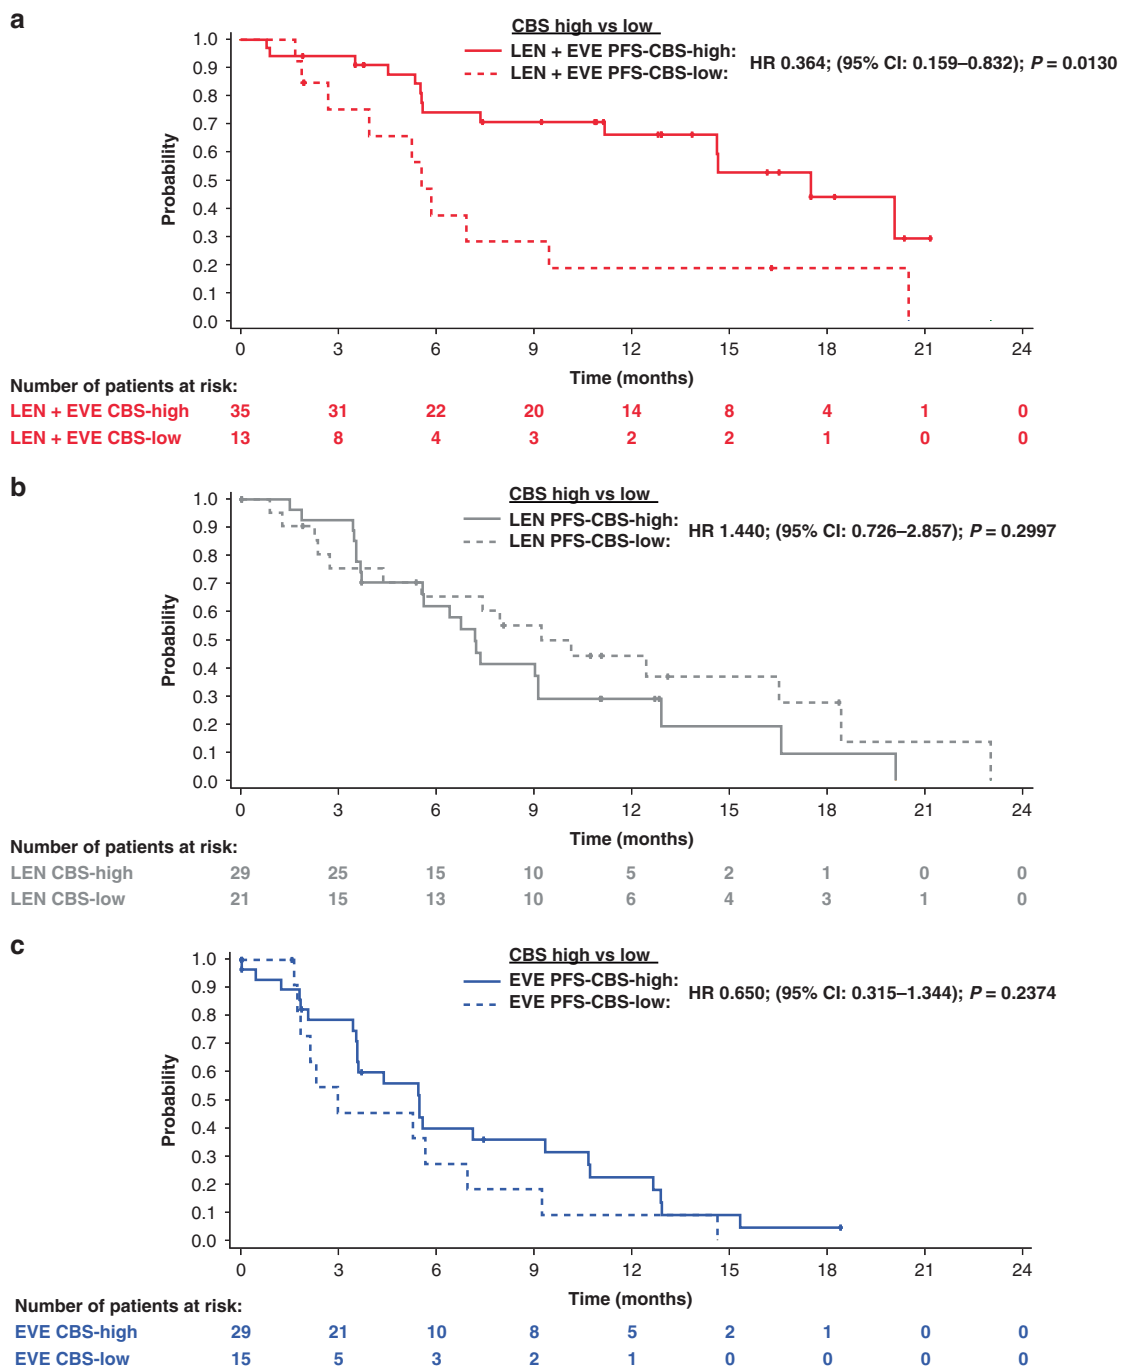 a
CBS high vs low
LEN + EVE PFS-CBS-high:
LEN + EVE PFS-CBS-low:
HR 0.364; (95% CI: 0.159–0.832); P = 0.0130
1.0
0.9
0.8
0.7
0.6
0.5
0.4
0.3
0.2
0.1
0.0
Probability
0 3 6 9 12 15 18 21 24
Time (months)
Number of patients at risk:
LEN + EVE CBS-high 35 31 22 20 14 8 4 1 0
LEN + EVE CBS-low 13 8 4 3 2 2 1 0 0
b
CBS high vs low
LEN PFS-CBS-high:
LEN PFS-CBS-low:
HR 1.440; (95% CI: 0.726–2.857); P = 0.2997
1.0
0.9
0.8
0.7
0.6
0.5
0.4
0.3
0.2
0.1
0.0
Probability
0 3 6 9 12 15 18 21 24
Time (months)
Number of patients at risk:
LEN CBS-high 29 25 15 10 5 2 1 0 0
LEN CBS-low 21 15 13 10 6 4 3 1 0
c
CBS high vs low
EVE PFS-CBS-high:
EVE PFS-CBS-low:
HR 0.650; (95% CI: 0.315–1.344); P = 0.2374
1.0
0.9
0.8
0.7
0.6
0.5
0.4
0.3
0.2
0.1
0.0
Probability
0 3 6 9 12 15 18 21 24
Time (months)
Number of patients at risk:
EVE CBS-high 29 21 10 8 5 2 1 0 0
EVE CBS-low 15 5 3 2 1 0 0 0 0